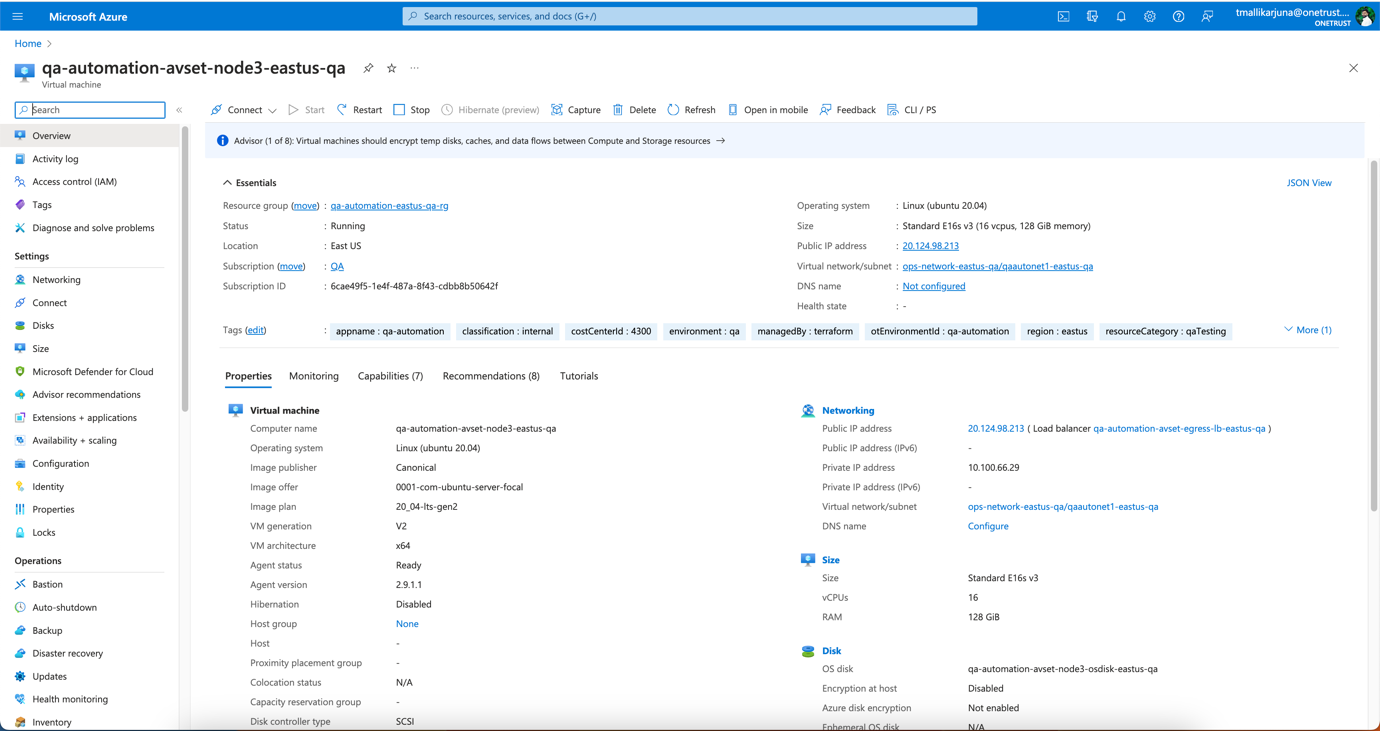 Microsoft Azure
Search resources, services, and docs (G+/)
tmallikarjuna@onetrust....
ONETRUST
Home
qa-automation-avset-node3-eastus-qa
Virtual machine
Search
Connect Start Restart Stop Hibernate (preview) Capture Delete Refresh Open in mobile Feedback CLI / PS
Advisor (1 of 8): Virtual machines should encrypt temp disks, caches, and data flows between Compute and Storage resources →
Overview
Activity log
Access control (IAM)
Tags
Diagnose and solve problems
Settings
Networking
Connect
Disks
Size
Microsoft Defender for Cloud
Advisor recommendations
Extensions + applications
Availability + scaling
Configuration
Identity
Properties
Locks
Operations
Bastion
Auto-shutdown
Backup
Disaster recovery
Updates
Health monitoring
Inventory
Essentials
JSON View
Resource group (move) : qa-automation-eastus-qa-rg
Status : Running
Location : East US
Subscription (move) : QA
Subscription ID : 6cae49f5-1e4f-487a-8f43-cdbb8b50642f
Operating system : Linux (ubuntu 20.04)
Size : Standard E16s v3 (16 vcpus, 128 GiB memory)
Public IP address : 20.124.98.213
Virtual network/subnet : ops-network-eastus-qa/qaautonet1-eastus-qa
DNS name : Not configured
Health state : -
Tags (edit) : appname : qa-automation classification : internal costCenterId : 4300 environment : qa managedBy : terraform otEnvironmentId : qa-automation region : eastus resourceCategory : qaTesting More (1)
Properties Monitoring Capabilities (7) Recommendations (8) Tutorials
Virtual machine
Computer name qa-automation-avset-node3-eastus-qa
Operating system Linux (ubuntu 20.04)
Image publisher Canonical
Image offer 0001-com-ubuntu-server-focal
Image plan 20_04-lts-gen2
VM generation V2
VM architecture x64
Agent status Ready
Agent version 2.9.1.1
Hibernation Disabled
Host group None
Host -
Proximity placement group -
Colocation status N/A
Capacity reservation group -
Disk controller type SCSI
Networking
Public IP address 20.124.98.213 ( Load balancer qa-automation-avset-egress-lb-eastus-qa )
Public IP address (IPv6) -
Private IP address 10.100.66.29
Private IP address (IPv6) -
Virtual network/subnet ops-network-eastus-qa/qaautonet1-eastus-qa
DNS name Configure
Size
Size Standard E16s v3
vCPUs 16
RAM 128 GiB
Disk
OS disk qa-automation-avset-node3-osdisk-eastus-qa
Encryption at host Disabled
Azure disk encryption Not enabled
Ephemeral OS disk N/A